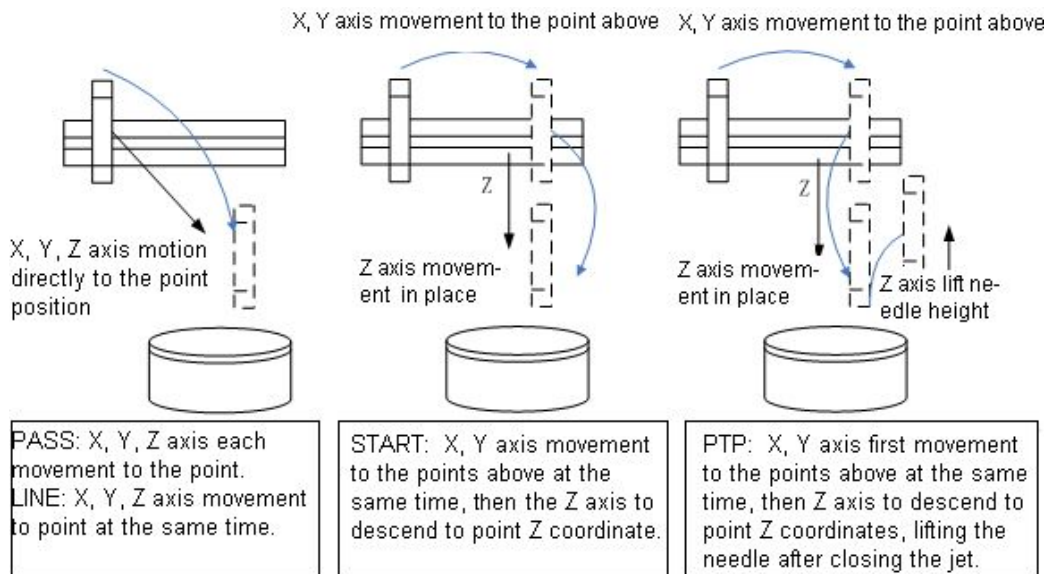 X, Y axis movement to the point above
X, Y axis movement to the point above
X, Y, Z axis motion
directly to the point
position
Z
Z axis movem-
ent in place
Z
Z axis movem-
ent in place
Z axis lift ne-
edle height
PASS: X, Y, Z axis each
movement to the point.
LINE: X, Y, Z axis movement
to point at the same time.
START: X, Y axis movement
to the points above at the
same time, then the Z axis to
descend to point Z coordinate.
PTP: X, Y axis first movement
to the points above at the same
time, then Z axis to descend to
point Z coordinates, lifting the
needle after closing the jet.